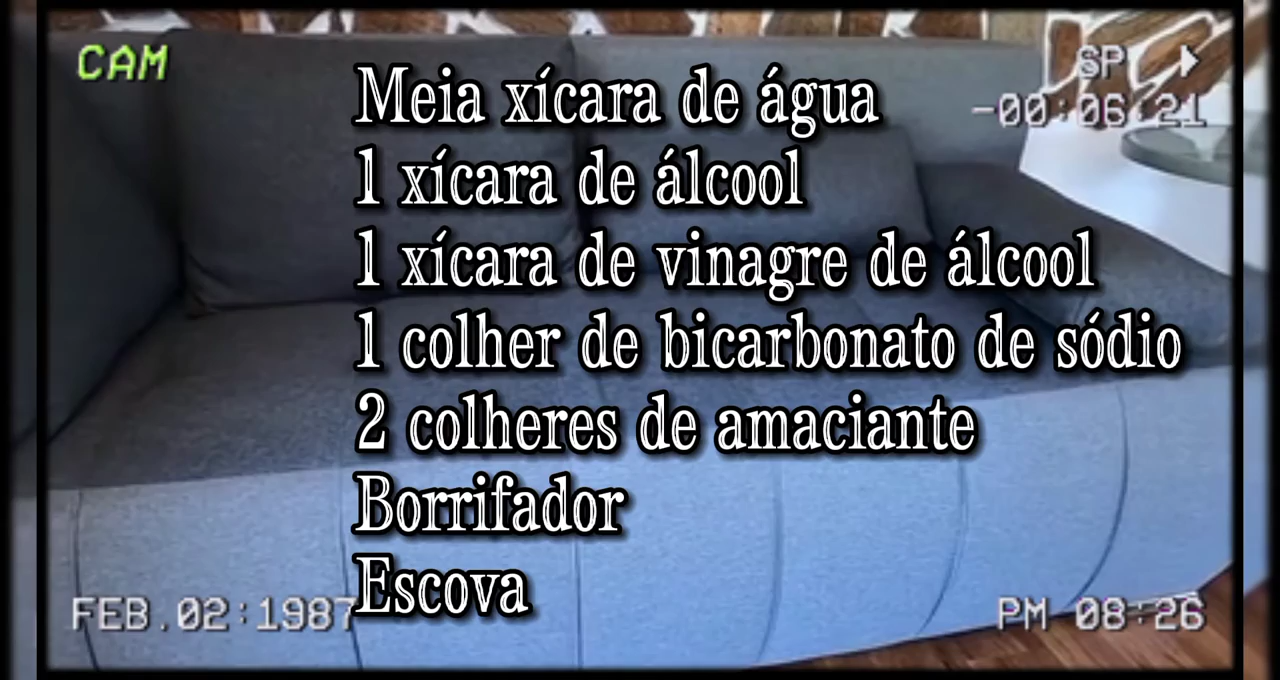 CAM
SP
-00:06:21
Meia xícara de água
1 xícara de álcool
1 xícara de vinagre de álcool
1 colher de bicarbonato de sódio
2 colheres de amaciante
Borrifador
Escova
FEB.02:1987
PM 08:26